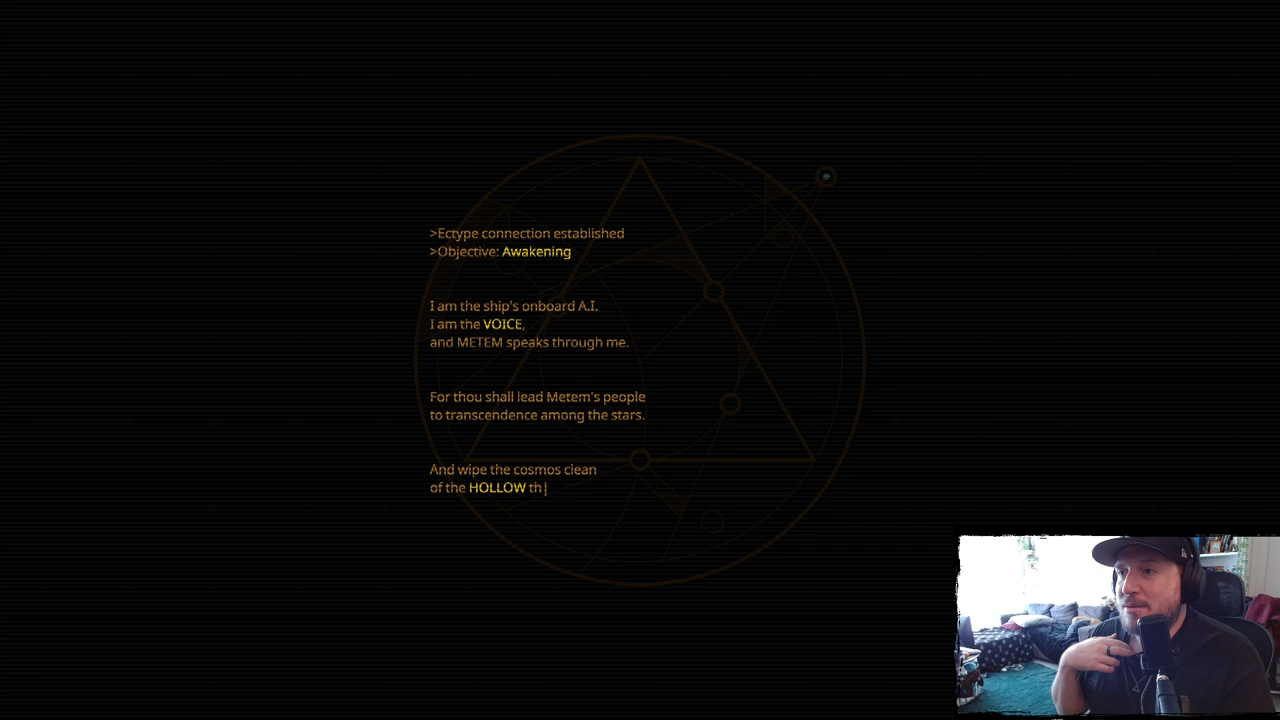 >Ectype connection established
>Objective: Awakening
I am the ship's onboard A.I.
I am the VOICE,
and METEM speaks through me.
For thou shall lead Metem's people
to transcendence among the stars.
And wipe the cosmos clean
of the HOLLOW th|